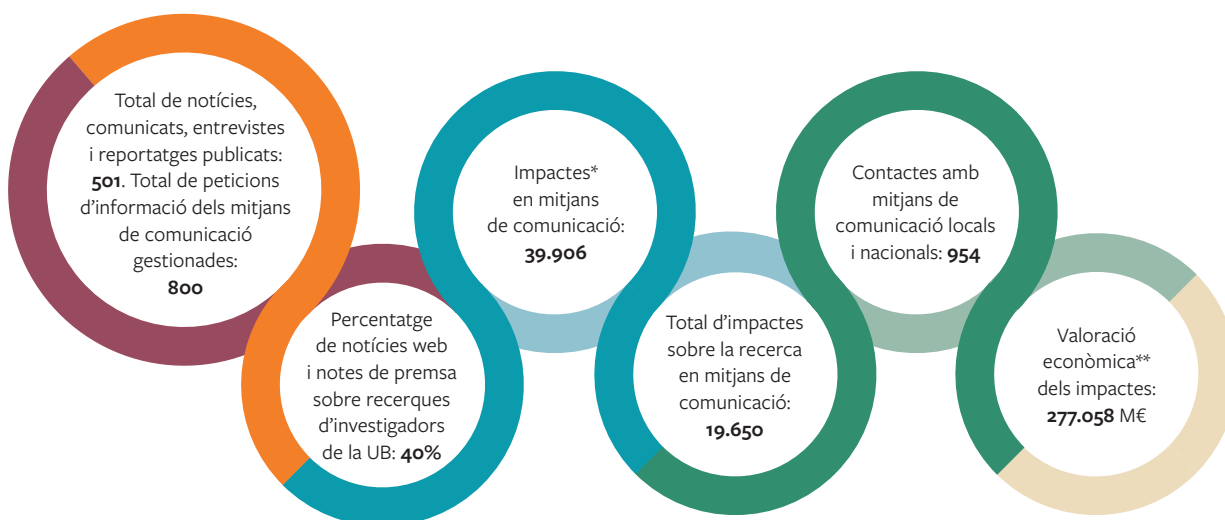 Total de notícies,
comunicats, entrevistes
i reportatges publicats:
501. Total de peticions
d’informació dels mitjans
de comunicació
gestionades:
800
Percentatge
de notícies web
i notes de premsa
sobre recerques
d’investigadors
de la UB: 40%
Impactes*
en mitjans
de comunicació:
39.906
Total d’impactes
sobre la recerca
en mitjans de
comunicació:
19.650
Contactes amb
mitjans de
comunicació locals
i nacionals: 954
Valoració
econòmica**
dels impactes:
277.058 M€